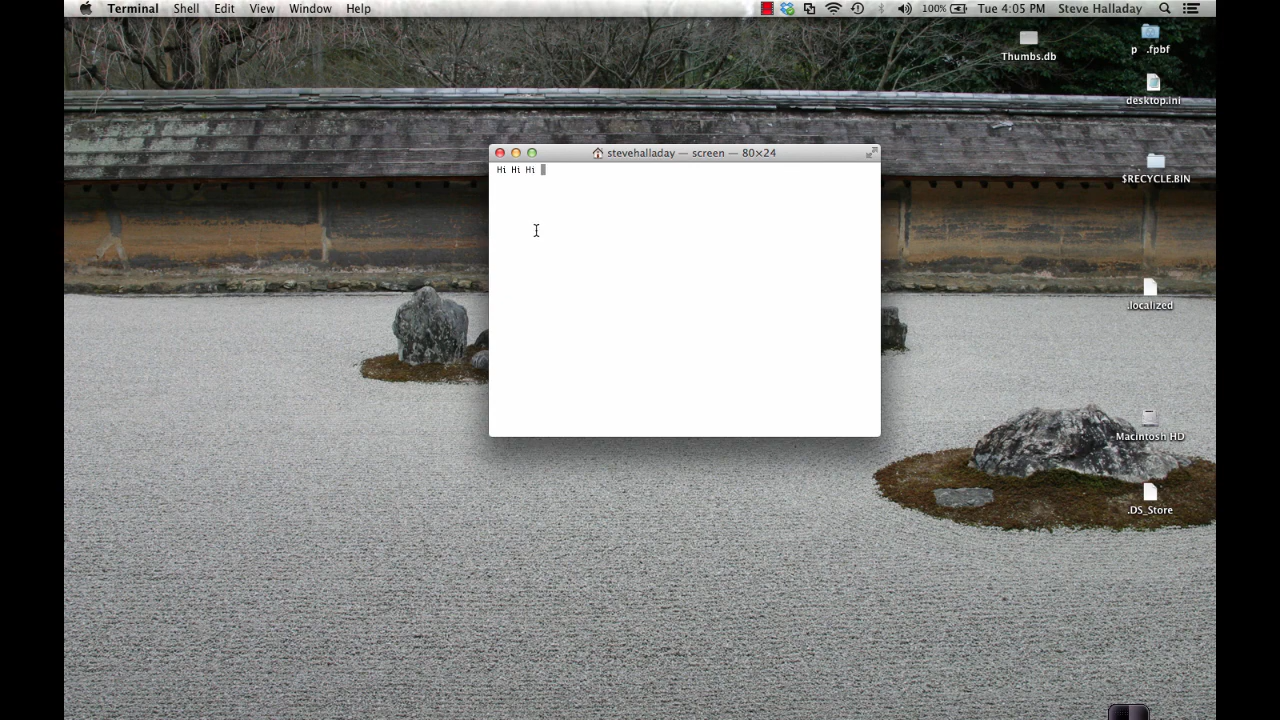 Terminal Shell Edit View Window Help 100% Tue 4:05 PM Steve Halladay
Thumbs.db
p .fpbf
desktop.ini
$RECYCLE.BIN
stevehalladay — screen — 80×24
Hi Hi Hi
.localized
Macintosh HD
.DS_Store